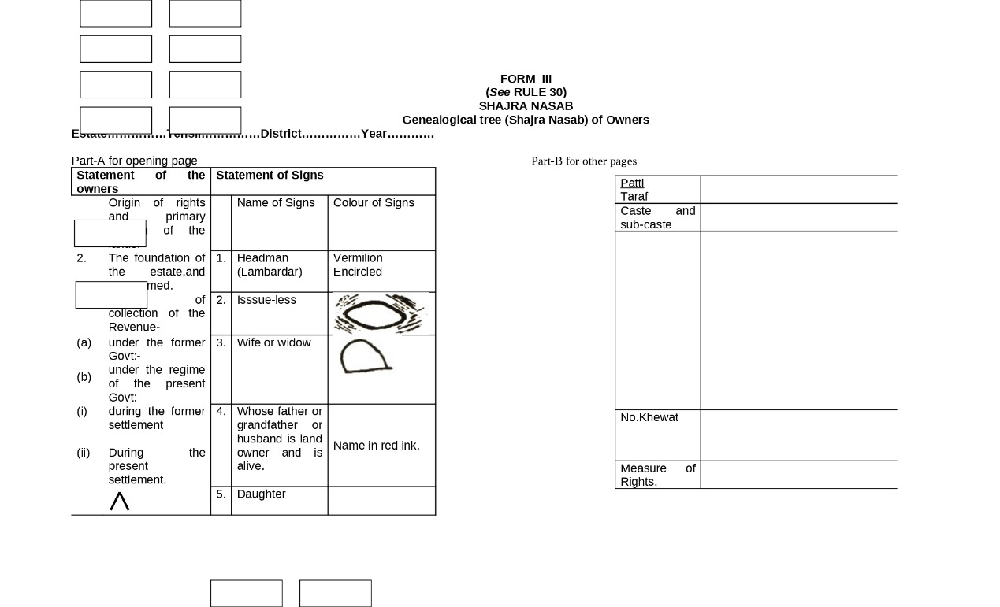 FORM III
(See RULE 30)
SHAJRA NASAB
Genealogical tree (Shajra Nasab) of Owners
Estate……………Tehsil……………District……………Year…………
Part-A for opening page
Statement of the
owners
Statement of Signs
Origin of rights
and primary
of the
Name of Signs
Colour of Signs
2. The foundation of
the estate,and
of
collection of the
Revenue-
(a) under the former
Govt:-
(b) under the regime
of the present
Govt:-
(i) during the former
settlement
(ii) During the
present
settlement.
1. Headman
(Lambardar)
Vermilion
Encircled
2. Isssue-less
3. Wife or widow
4. Whose father or
grandfather or
husband is land
owner and is
alive.
Name in red ink.
5. Daughter
Part-B for other pages
Patti
Taraf
Caste and
sub-caste
No.Khewat
Measure of
Rights.